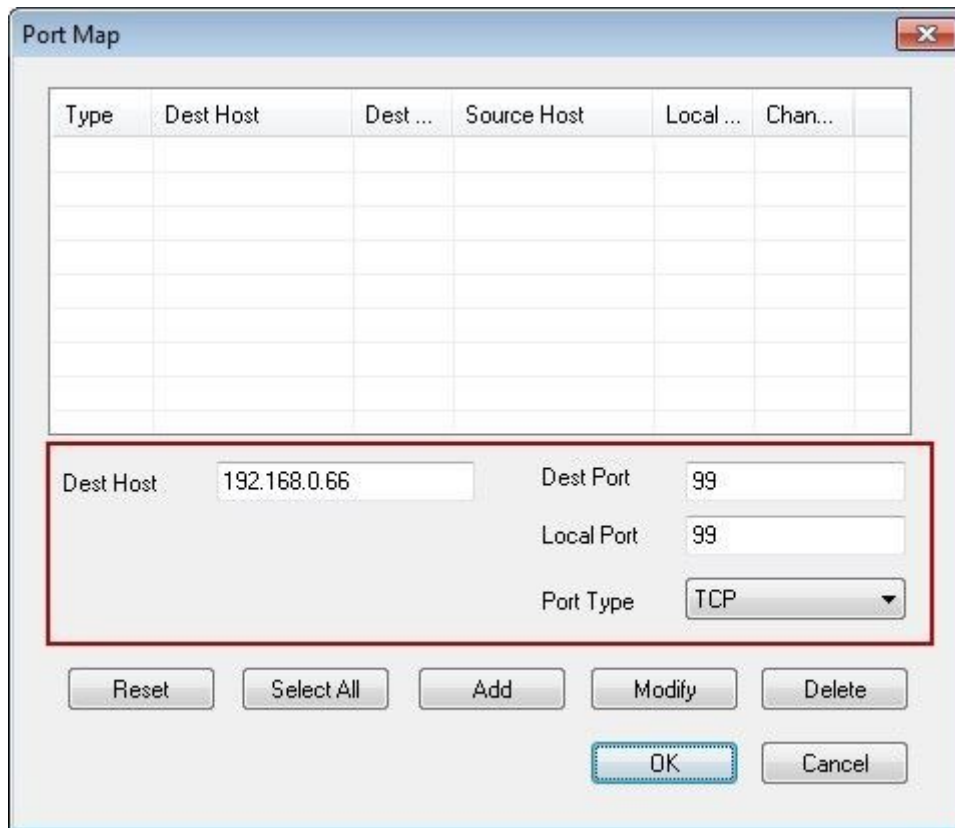 Port Map
Type Dest Host Dest ... Source Host Local ... Chan...
Dest Host 192.168.0.66 Dest Port 99
Local Port 99
Port Type TCP
Reset Select All Add Modify Delete
OK Cancel